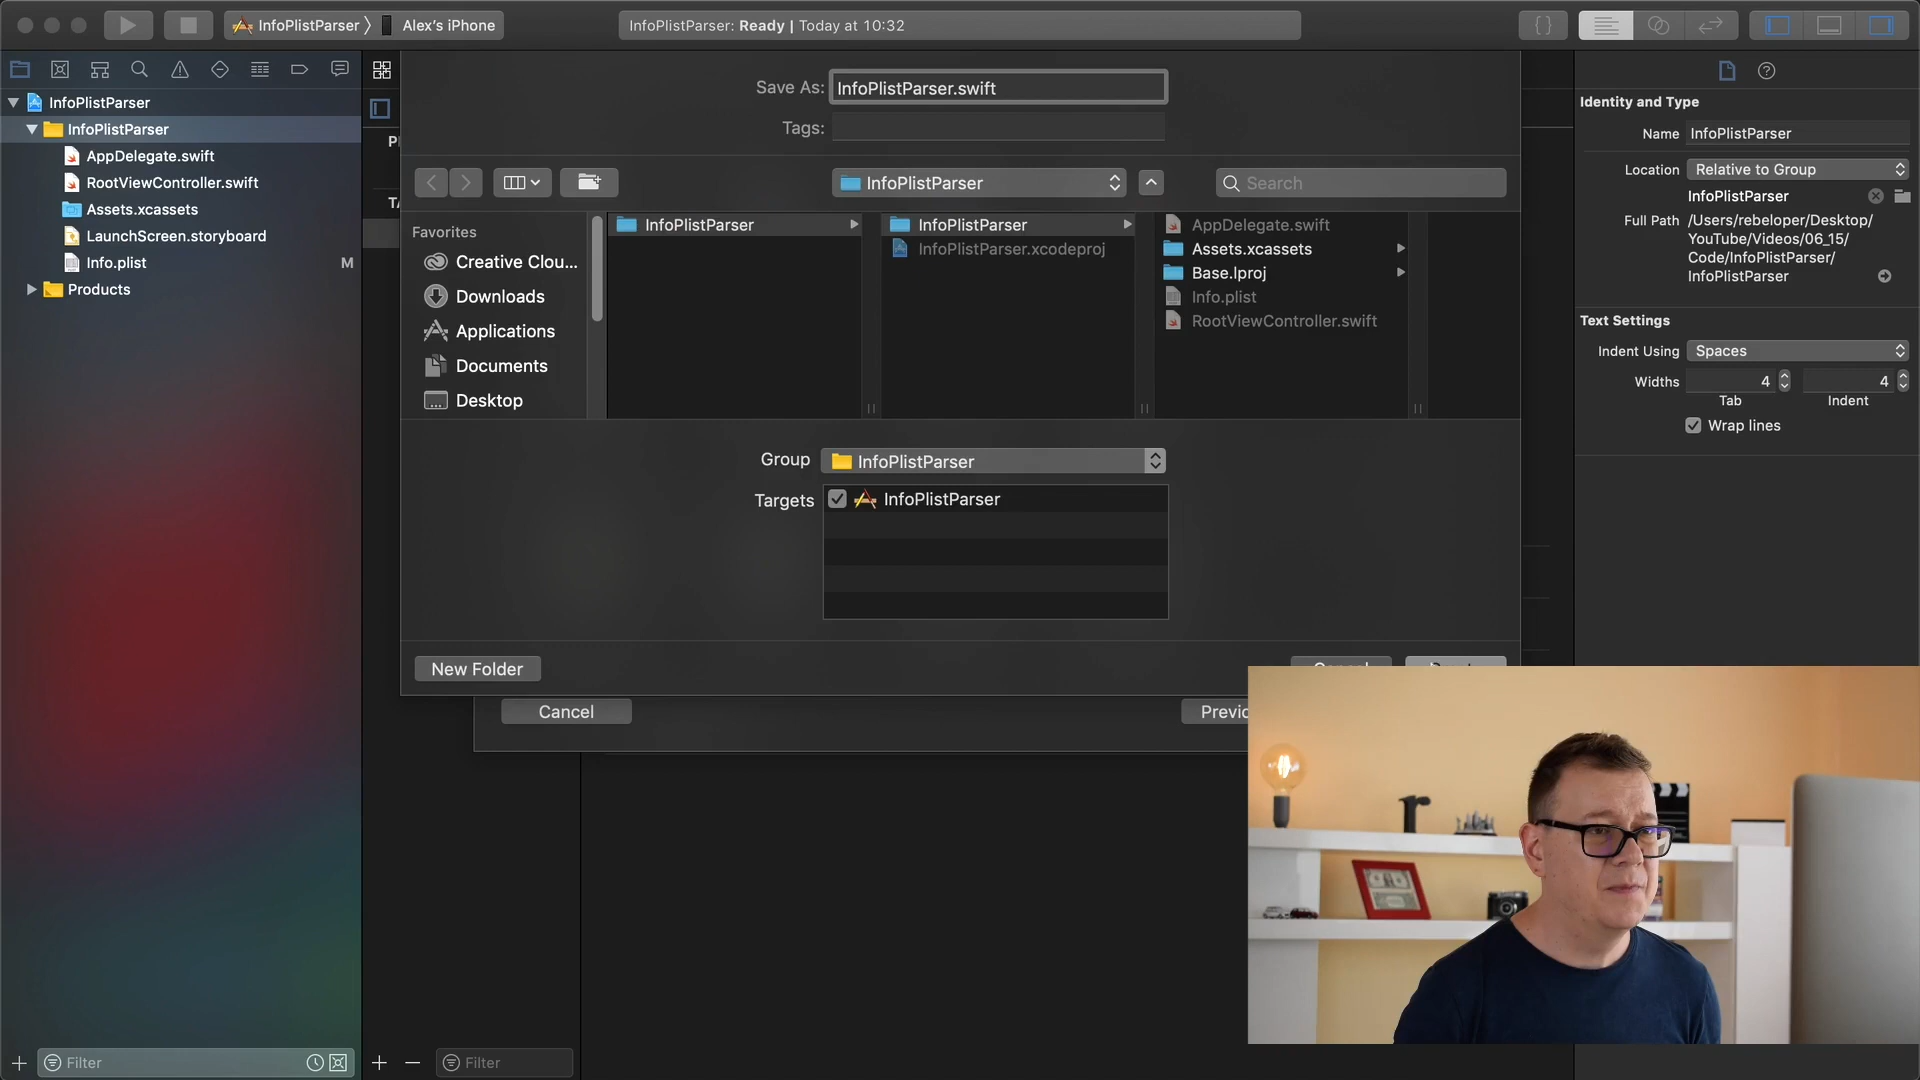 InfoPlistParser
Alex's iPhone
InfoPlistParser: Ready | Today at 10:32
InfoPlistParser
InfoPlistParser
AppDelegate.swift
RootViewController.swift
Assets.xcassets
LaunchScreen.storyboard
Info.plist
M
Products
Save As:
InfoPlistParser.swift
Tags:
InfoPlistParser
Search
Favorites
Creative Clou...
Downloads
Applications
Documents
Desktop
InfoPlistParser
InfoPlistParser
InfoPlistParser.xcodeproj
AppDelegate.swift
Assets.xcassets
Base.lproj
Info.plist
RootViewController.swift
Group
InfoPlistParser
Targets
InfoPlistParser
New Folder
Cancel
Identity and Type
Name
InfoPlistParser
Location
Relative to Group
InfoPlistParser
Full Path
/Users/rebeloper/Desktop/
YouTube/Videos/06_15/
Code/InfoPlistParser/
InfoPlistParser
Text Settings
Indent Using
Spaces
Widths
4
4
Tab
Indent
Wrap lines
Filter
Filter